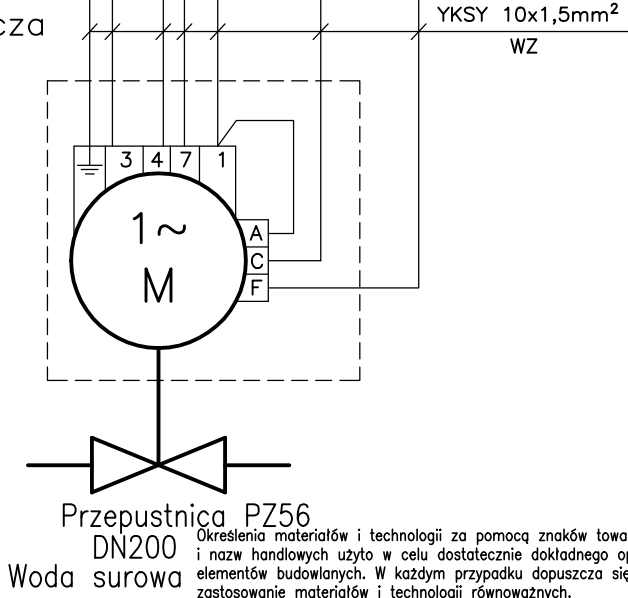 cza
YKSY 10x1,5mm²
WZ
3 4 7 1
1~
M
A
C
F
Przepustnica PZ56
DN200
Woda surowa
Określenia materiałów i technologii za pomocą znaków towa
i nazw handlowych użyto w celu dostatecznie dokładnego op
elementów budowlanych. W każdym przypadku dopuszcza się
zastosowanie materiałów i technologii równoważnych.